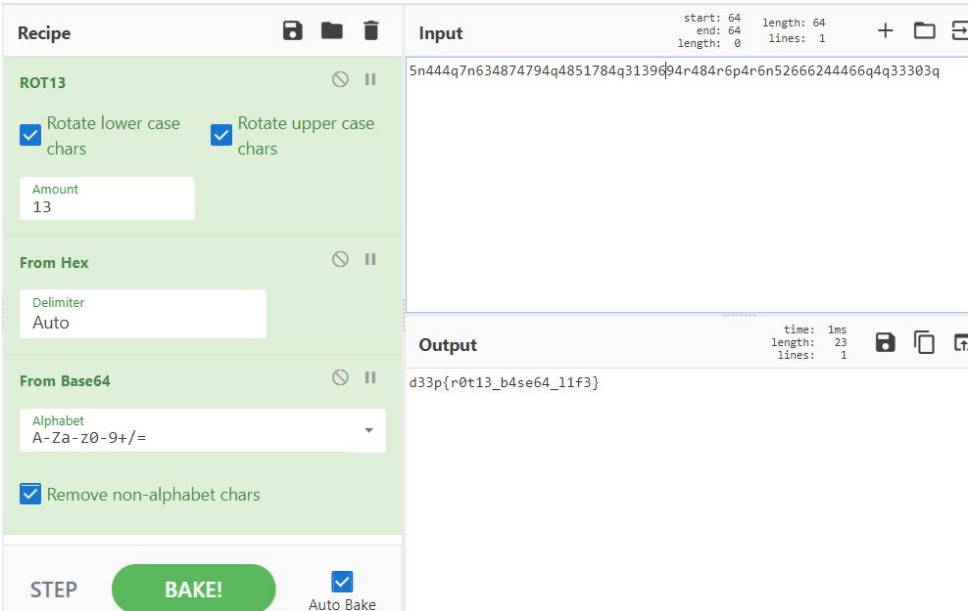 Recipe
ROT13
Rotate lower case chars
Rotate upper case chars
Amount
13
From Hex
Delimiter
Auto
From Base64
Alphabet
A-Za-z0-9+/=
Remove non-alphabet chars
STEP
BAKE!
Auto Bake
Input
start: 64
end: 64
length: 0
length: 64
lines: 1
5n444q7n634874794q4851784q3139694r484r6p4r6n52666244466q4q33303q
Output
time: 1ms
length: 23
lines: 1
d33p{r0t13_b4se64_l1f3}